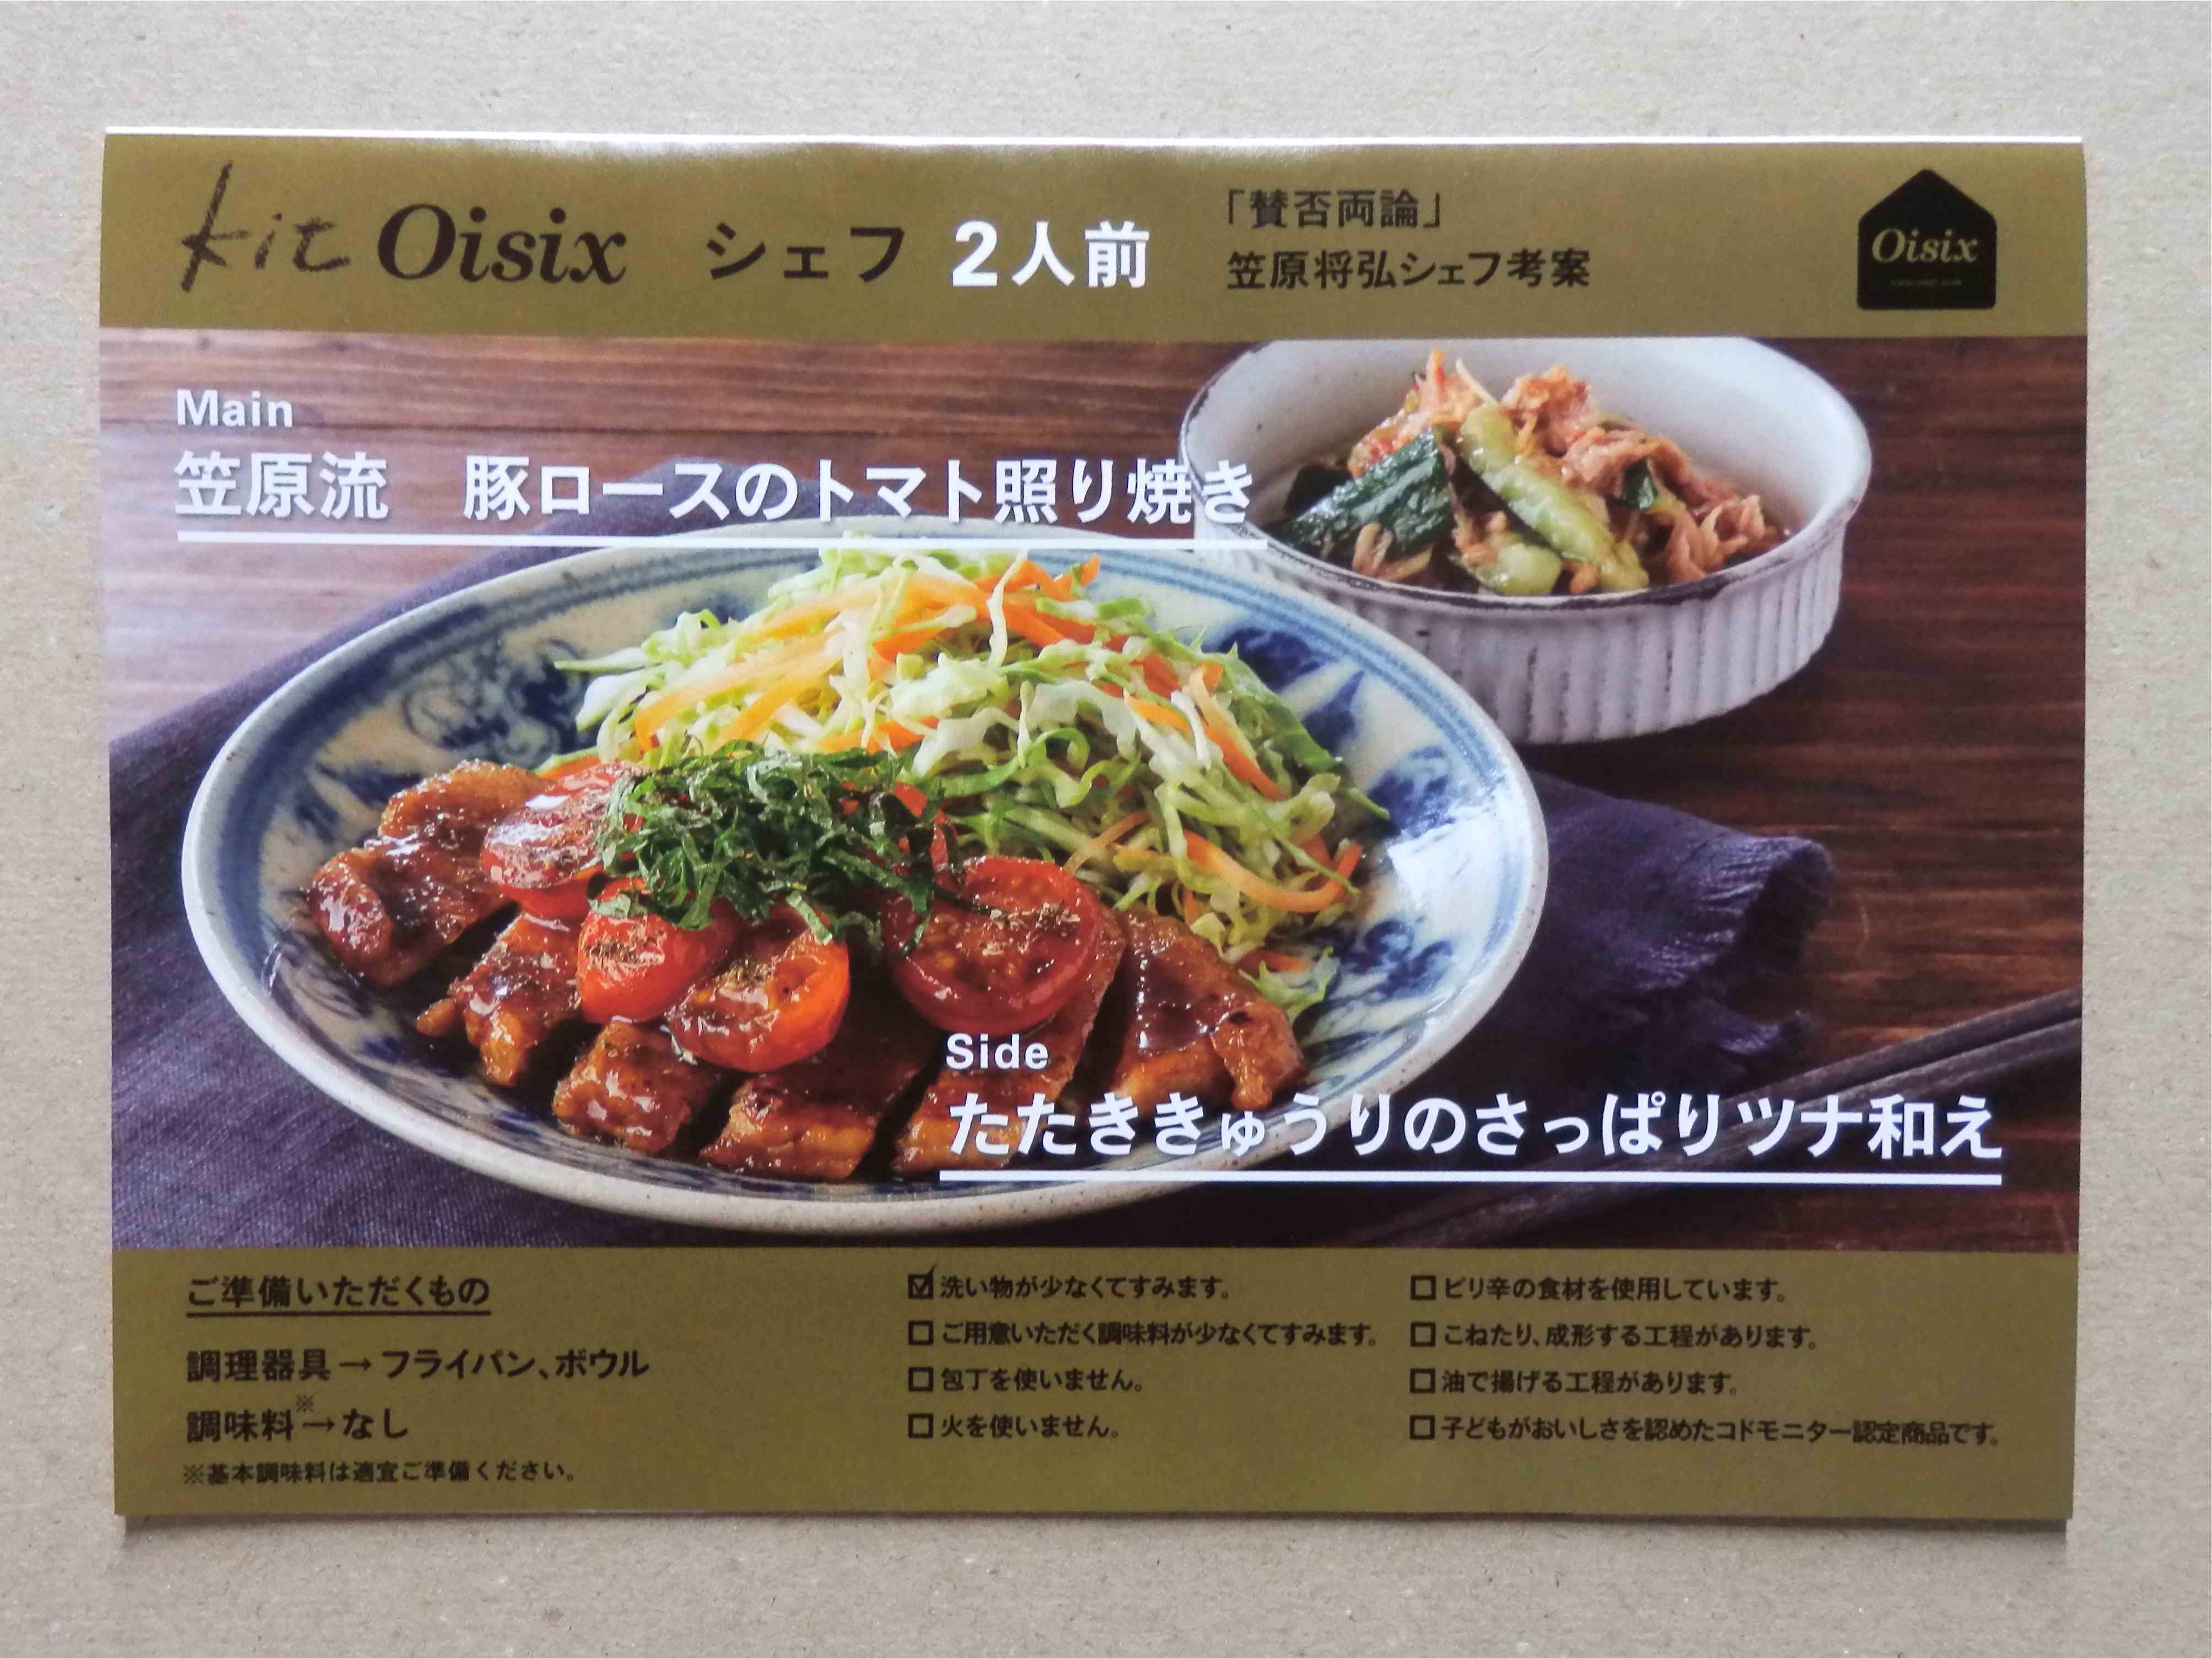 kit Oisix シェフ 2人前
「賛否両論」
笠原将弘シェフ考案
Oisix
Main
笠原流　豚ロースのトマト照り焼き
Side
たたききゅうりのさっぱりツナ和え
ご準備いただくもの
調理器具→フライパン、ボウル
調味料※→なし
※基本調味料は適宜ご準備ください。
☑洗い物が少なくてすみます。
□ご用意いただく調味料が少なくてすみます。
□包丁を使いません。
□火を使いません。
□ピリ辛の食材を使用しています。
□こねたり、成形する工程があります。
□油で揚げる工程があります。
□子どもがおいしさを認めたコドモニター認定商品です。